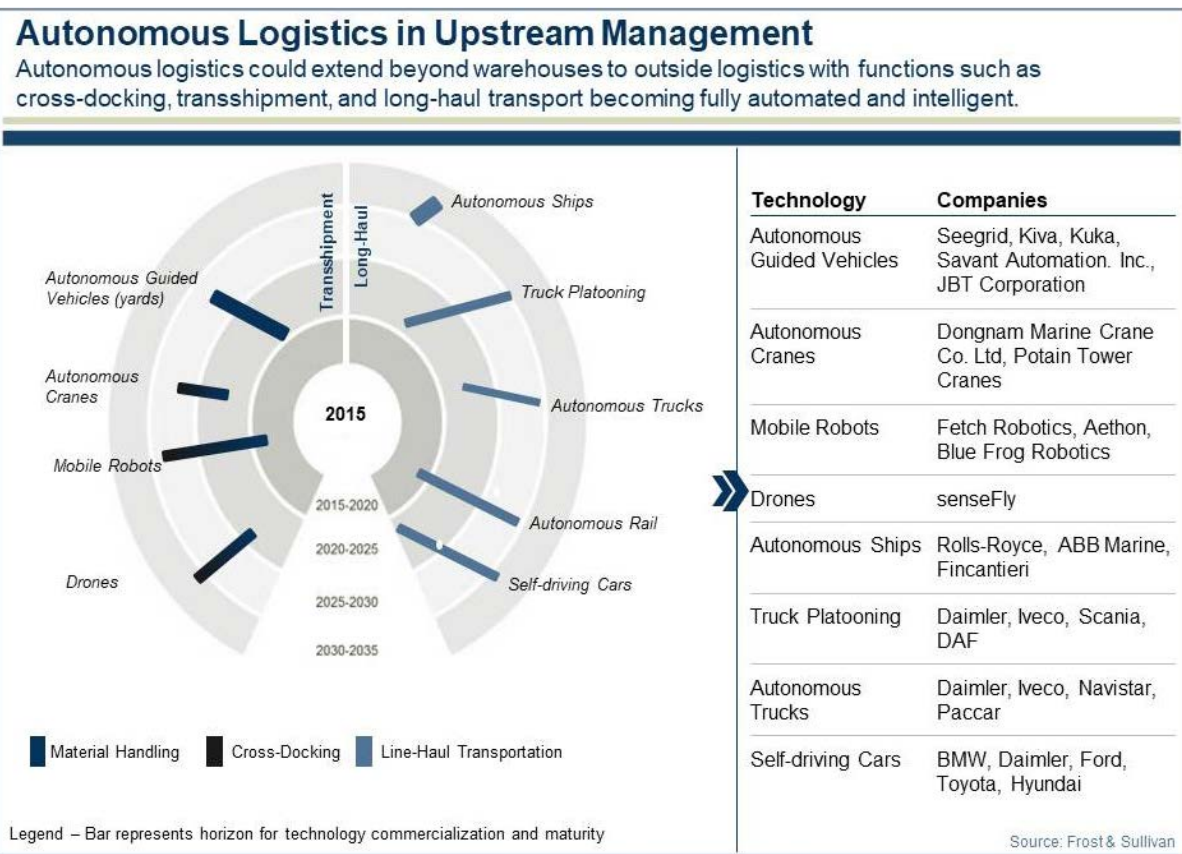 Autonomous Logistics in Upstream Management
Autonomous logistics could extend beyond warehouses to outside logistics with functions such as
cross-docking, transshipment, and long-haul transport becoming fully automated and intelligent.
Transshipment
Long-Haul
Autonomous Ships
Autonomous Guided
Vehicles (yards)
Truck Platooning
Autonomous
Cranes
Autonomous Trucks
2015
Mobile Robots
2015-2020
Autonomous Rail
2020-2025
Drones
Self-driving Cars
2025-2030
2030-2035
Material Handling
Cross-Docking
Line-Haul Transportation
Legend – Bar represents horizon for technology commercialization and maturity
Technology Companies
Autonomous
Guided Vehicles
Seegrid, Kiva, Kuka,
Savant Automation. Inc.,
JBT Corporation
Autonomous
Cranes
Dongnam Marine Crane
Co. Ltd, Potain Tower
Cranes
Mobile Robots
Fetch Robotics, Aethon,
Blue Frog Robotics
Drones
senseFly
Autonomous Ships
Rolls-Royce, ABB Marine,
Fincantieri
Truck Platooning
Daimler, Iveco, Scania,
DAF
Autonomous
Trucks
Daimler, Iveco, Navistar,
Paccar
Self-driving Cars
BMW, Daimler, Ford,
Toyota, Hyundai
Source: Frost & Sullivan